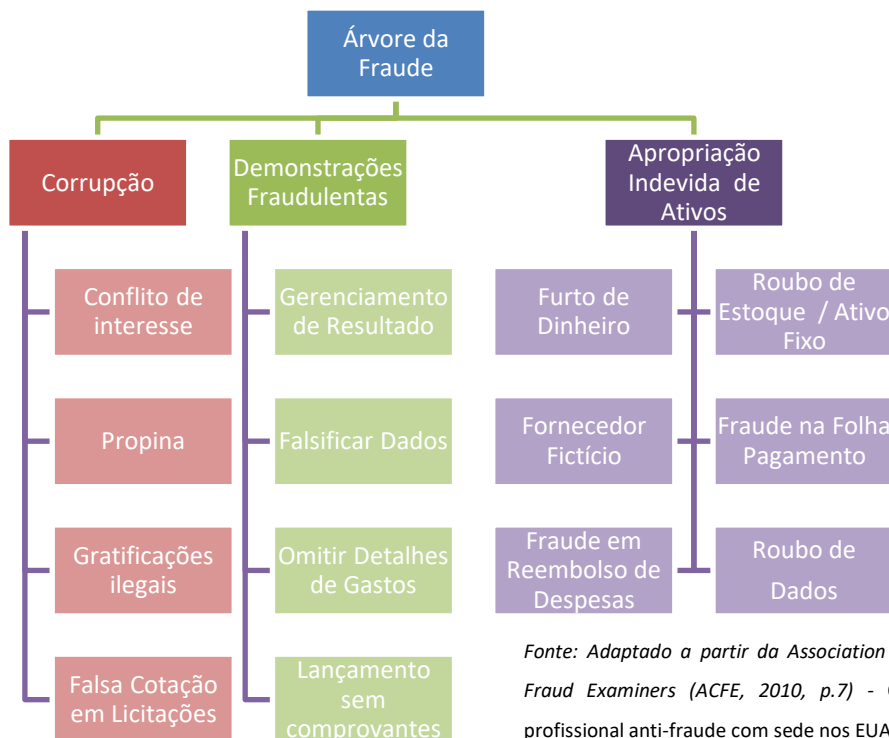 Árvore da
Fraude
Corrupção
Demonstrações
Fraudulentas
Apropriação
Indevida de
Ativos
Conflito de
interesse
Gerenciamento
de Resultado
Furto de
Dinheiro
Roubo de
Estoque / Ativo
Fixo
Propina
Falsificar Dados
Fornecedor
Fictício
Fraude na Folha
Pagamento
Gratificações
ilegais
Omitir Detalhes
de Gastos
Fraude em
Reembolso de
Despesas
Roubo de
Dados
Falsa Cotação
em Licitações
Lançamento
sem
comprovantes
Fonte: Adaptado a partir da Association
Fraud Examiners (ACFE, 2010, p.7) -
profissional anti-fraude com sede nos EUA